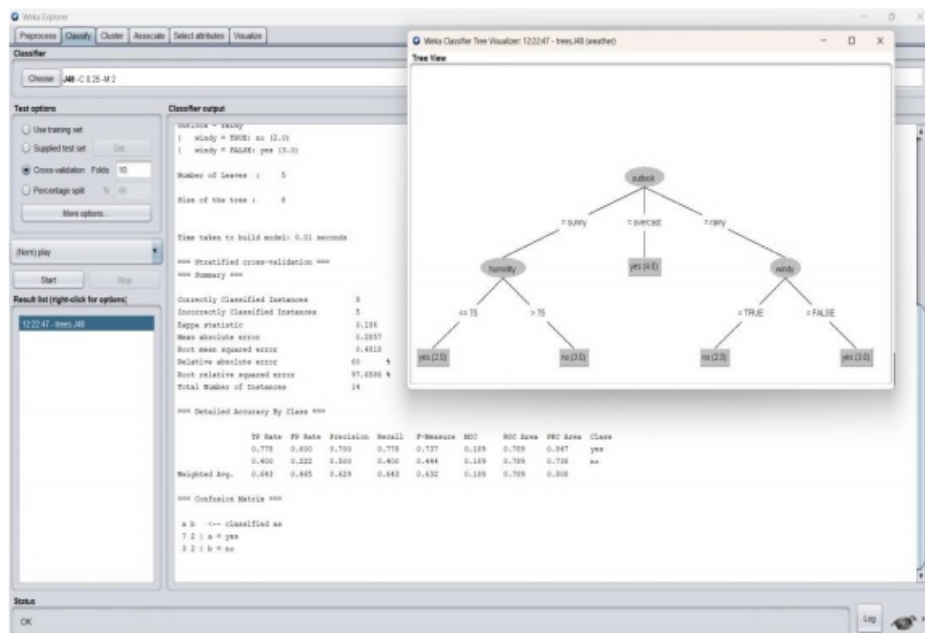 Weka Explorer
Preprocess Classify Cluster Associate Select attributes Visualize
Classifier
Choose J48 -C 0.25 -M 2
Test options
Use training set
Supplied test set Set...
Cross-validation Folds 10
Percentage split % 66
More options...
(Nom) play
Start Stop
Result list (right-click for options)
12:22:47 - trees.J48
Classifier output
outlook = rainy
| windy = TRUE: no (2.0)
| windy = FALSE: yes (3.0)
Number of Leaves : 5
Size of the tree : 8
Time taken to build model: 0.01 seconds
=== Stratified cross-validation ===
=== Summary ===
Correctly Classified Instances 9
Incorrectly Classified Instances 5
Kappa statistic 0.186
Mean absolute error 0.2857
Root mean squared error 0.4818
Relative absolute error 60 %
Root relative squared error 97.6586 %
Total Number of Instances 14
=== Detailed Accuracy By Class ===
TP Rate FP Rate Precision Recall F-Measure MCC ROC Area PRC Area Class
0.778 0.600 0.700 0.778 0.737 0.189 0.789 0.847 yes
0.400 0.222 0.500 0.400 0.444 0.189 0.789 0.738 no
Weighted Avg. 0.643 0.465 0.629 0.643 0.632 0.189 0.789 0.808
=== Confusion Matrix ===
a b <-- classified as
7 2 | a = yes
3 2 | b = no
Weka Classifier Tree Visualizer: 12:22:47 - trees.J48 (weather)
Tree View
outlook
= sunny = overcast = rainy
humidity yes (4.0) windy
<= 75 > 75 = TRUE = FALSE
yes (2.0) no (3.0) no (2.0) yes (3.0)
Status
OK
Log